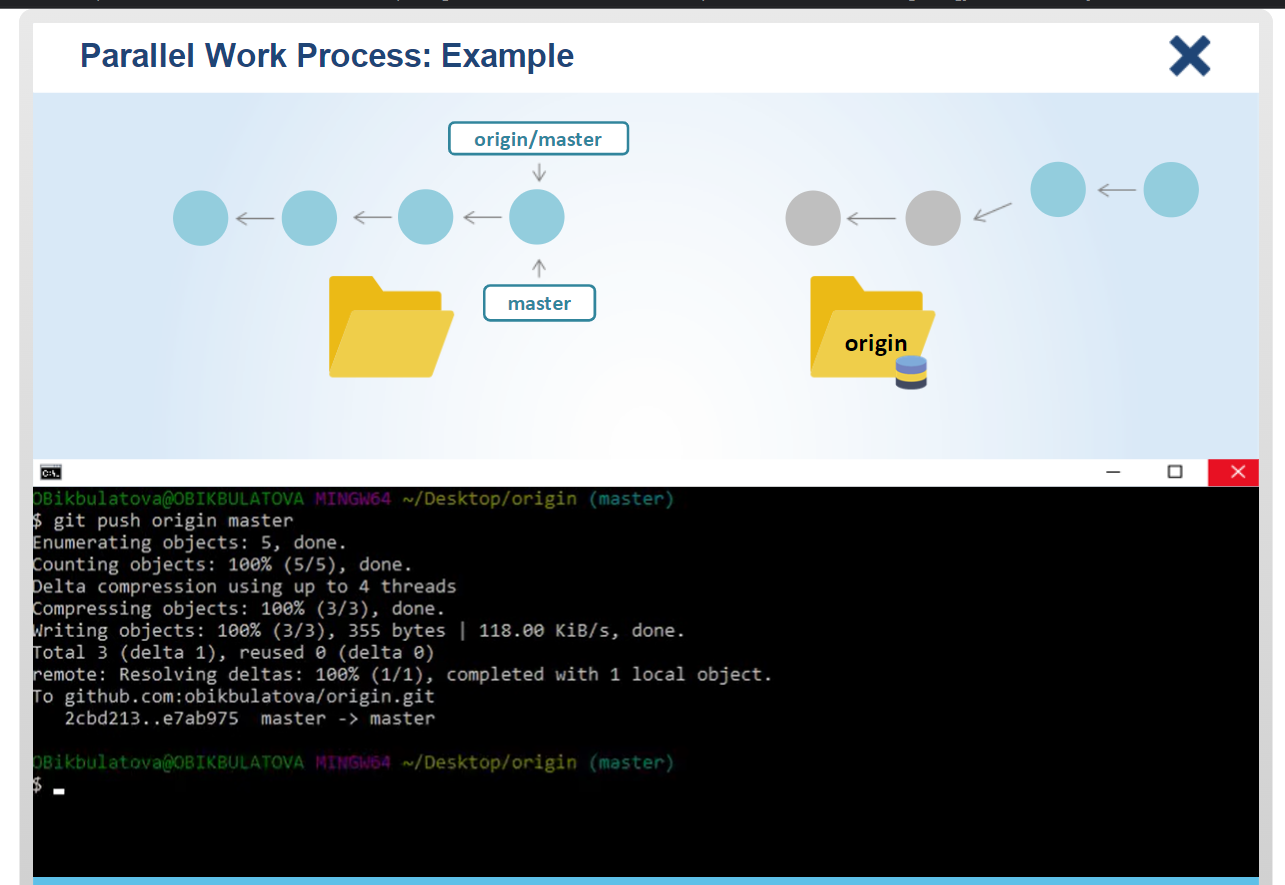 Parallel Work Process: Example
origin/master
master
origin
C:\.
OBikbulatova@OBIKBULATOVA MINGW64 ~/Desktop/origin (master)
$ git push origin master
Enumerating objects: 5, done.
Counting objects: 100% (5/5), done.
Delta compression using up to 4 threads
Compressing objects: 100% (3/3), done.
Writing objects: 100% (3/3), 355 bytes | 118.00 KiB/s, done.
Total 3 (delta 1), reused 0 (delta 0)
remote: Resolving deltas: 100% (1/1), completed with 1 local object.
To github.com:obikbulatova/origin.git
2cbd213..e7ab975 master -> master
OBikbulatova@OBIKBULATOVA MINGW64 ~/Desktop/origin (master)
$